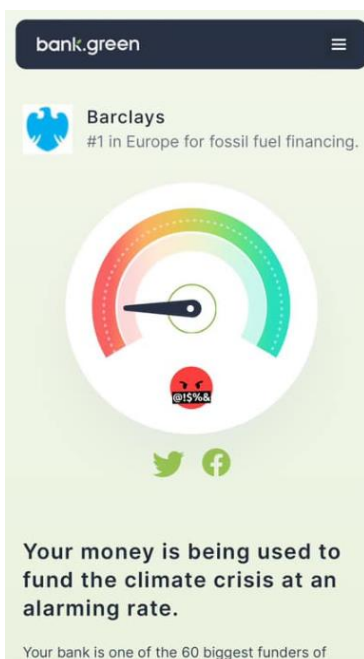 bank.green
Barclays
#1 in Europe for fossil fuel financing.
@!$%&
Your money is being used to
fund the climate crisis at an
alarming rate.
Your bank is one of the 60 biggest funders of